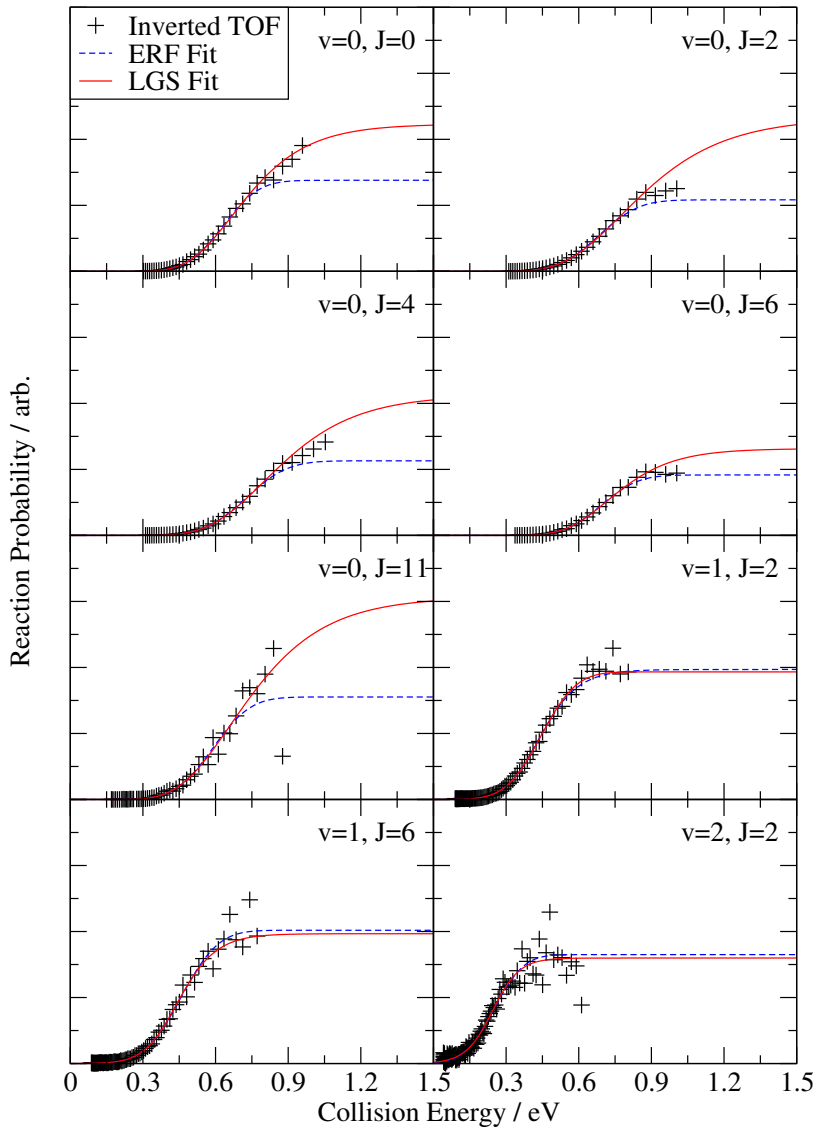 Inverted TOF
ERF Fit
LGS Fit
v=0, J=0
v=0, J=2
v=0, J=4
v=0, J=6
v=0, J=11
v=1, J=2
v=1, J=6
v=2, J=2
Reaction Probability / arb.
0 0.3 0.6 0.9 1.2 1.5 0.3 0.6 0.9 1.2 1.5
Collision Energy / eV